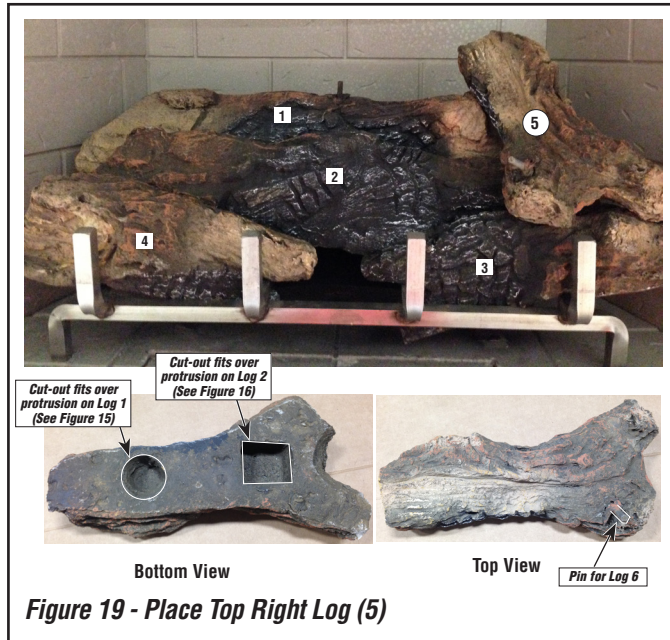 1
5
2
4
3
Cut-out fits over
protrusion on Log 1
(See Figure 15)
Cut-out fits over
protrusion on Log 2
(See Figure 16)
Bottom View
Top View
Pin for Log 6
Figure 19 - Place Top Right Log (5)